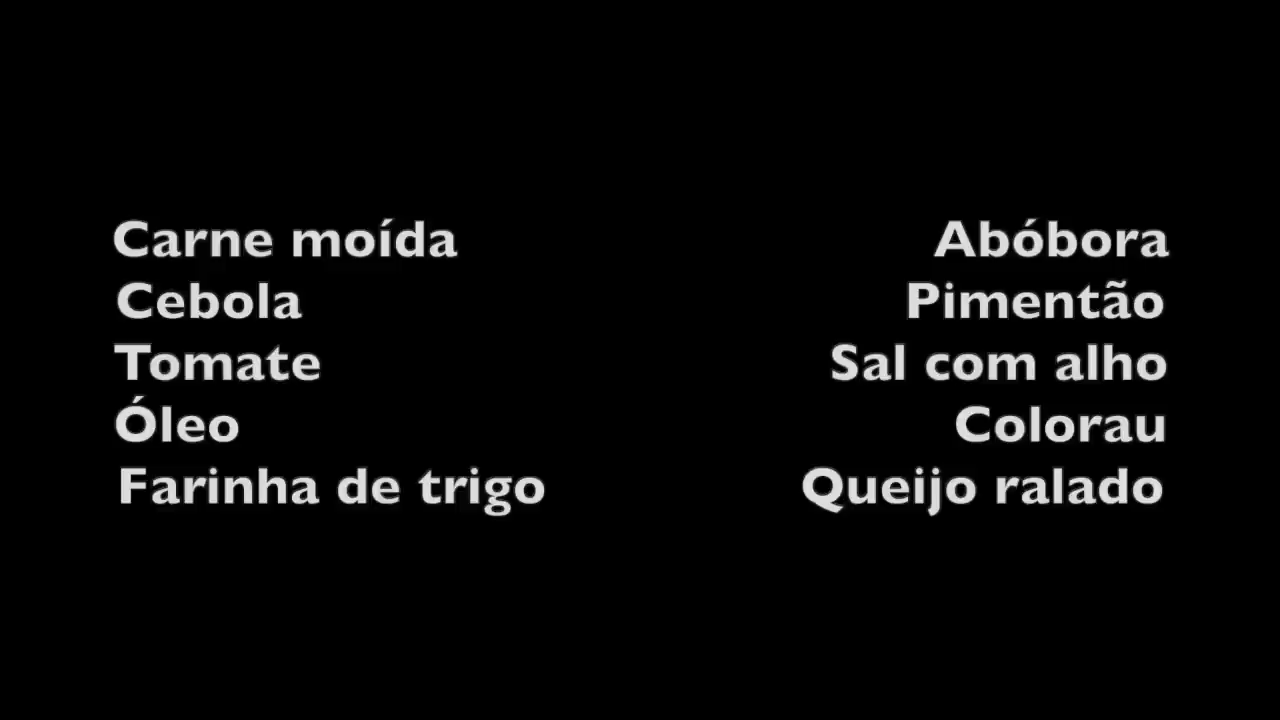 Carne moída
Cebola
Tomate
Óleo
Farinha de trigo
Abóbora
Pimentão
Sal com alho
Colorau
Queijo ralado